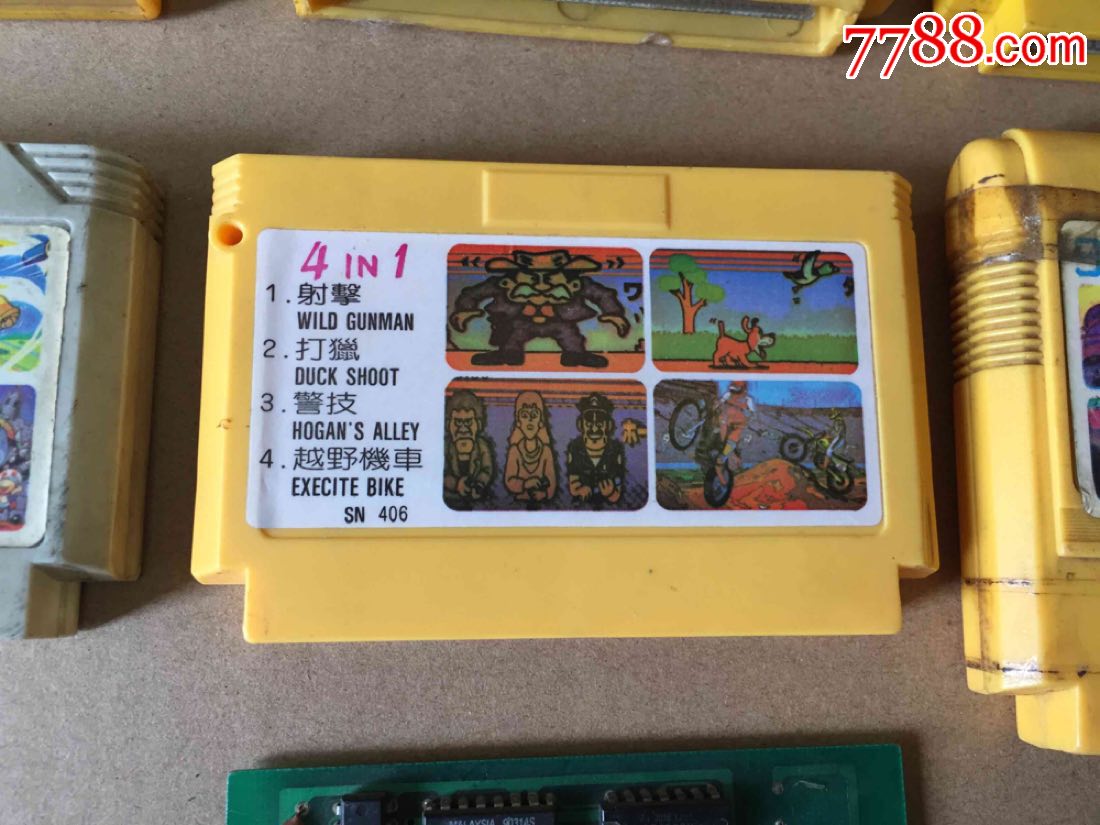 7788.com
4 IN 1
1.射擊
WILD GUNMAN
2.打獵
DUCK SHOOT
3.警技
HOGAN'S ALLEY
4.越野機車
EXECITE BIKE
SN 406
MALAYSIA